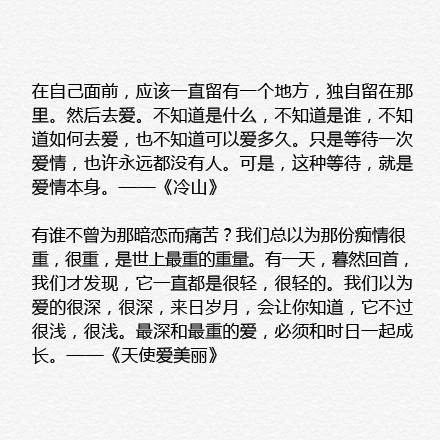 在自己面前，应该一直留有一个地方，独自留在那
里。然后去爱。不知道是什么，不知道是谁，不知
道如何去爱，也不知道可以爱多久。只是等待一次
爱情，也许永远都没有人。可是，这种等待，就是
爱情本身。——《冷山》
有谁不曾为那暗恋而痛苦？我们总以为那份痴情很
重，很重，是世上最重的重量。有一天，暮然回首，
我们才发现，它一直都是很轻，很轻的。我们以为
爱的很深，很深，来日岁月，会让你知道，它不过
很浅，很浅。最深和最重的爱，必须和时日一起成
长。——《天使爱美丽》